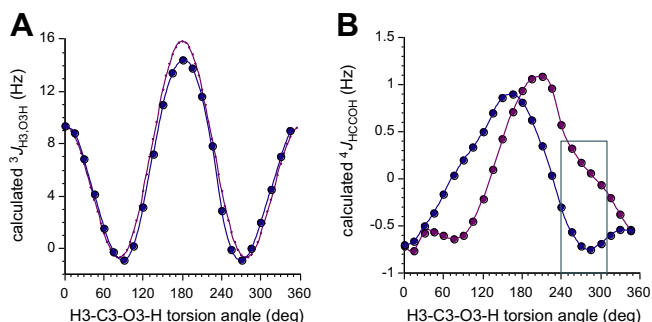 A
calculated ³J_H3,O3H (Hz)
16
12
8
4
0
0 60 120 180 240 300 360
H3-C3-O3-H torsion angle (deg)
B
calculated ⁴J_HCCOH (Hz)
1.5
1
0.5
0
-0.5
-1
0 60 120 180 240 300 360
H3-C3-O3-H torsion angle (deg)